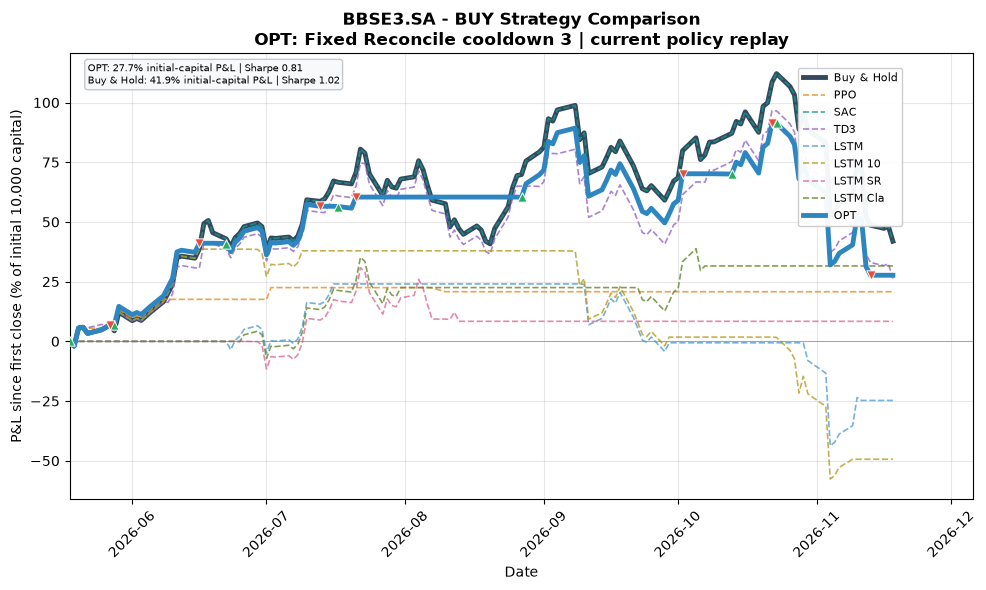 BBSE3.SA - BUY Strategy Comparison
OPT: Fixed Reconcile cooldown 3 | current policy replay
OPT: 27.7% initial-capital P&L | Sharpe 0.81
Buy & Hold: 41.9% initial-capital P&L | Sharpe 1.02
Buy & Hold
PPO
SAC
TD3
LSTM
LSTM 10
LSTM SR
LSTM Cla
OPT
P&L since first close (% of initial 10,000 capital)
100
75
50
25
0
−25
−50
2026-06
2026-07
2026-08
2026-09
2026-10
2026-11
2026-12
Date